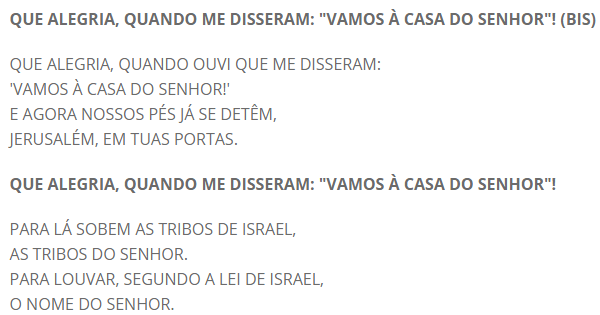 QUE ALEGRIA, QUANDO ME DISSERAM: "VAMOS À CASA DO SENHOR"! (BIS)
QUE ALEGRIA, QUANDO OUVI QUE ME DISSERAM:
'VAMOS À CASA DO SENHOR!'
E AGORA NOSSOS PÉS JÁ SE DETÊM,
JERUSALÉM, EM TUAS PORTAS.
QUE ALEGRIA, QUANDO ME DISSERAM: "VAMOS À CASA DO SENHOR"!
PARA LÁ SOBEM AS TRIBOS DE ISRAEL,
AS TRIBOS DO SENHOR.
PARA LOUVAR, SEGUNDO A LEI DE ISRAEL,
O NOME DO SENHOR.